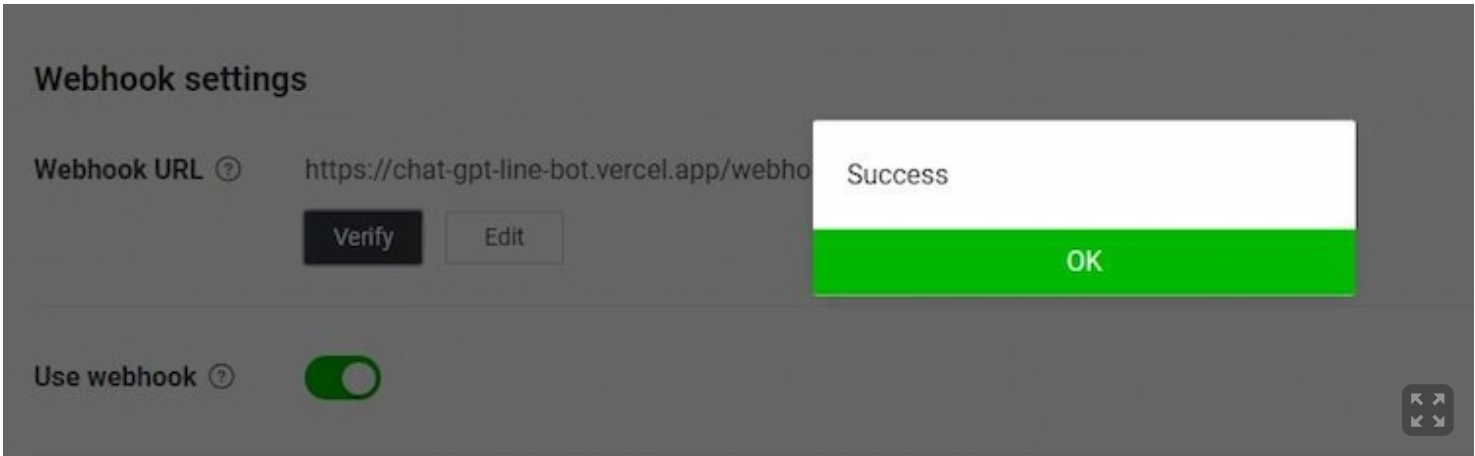 Webhook settings
Webhook URL ?
https://chat-gpt-line-bot.vercel.app/webho
Success
Verify
Edit
OK
Use webhook ?